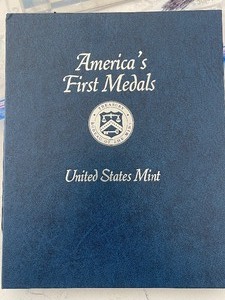 America's
First Medals
United States Mint